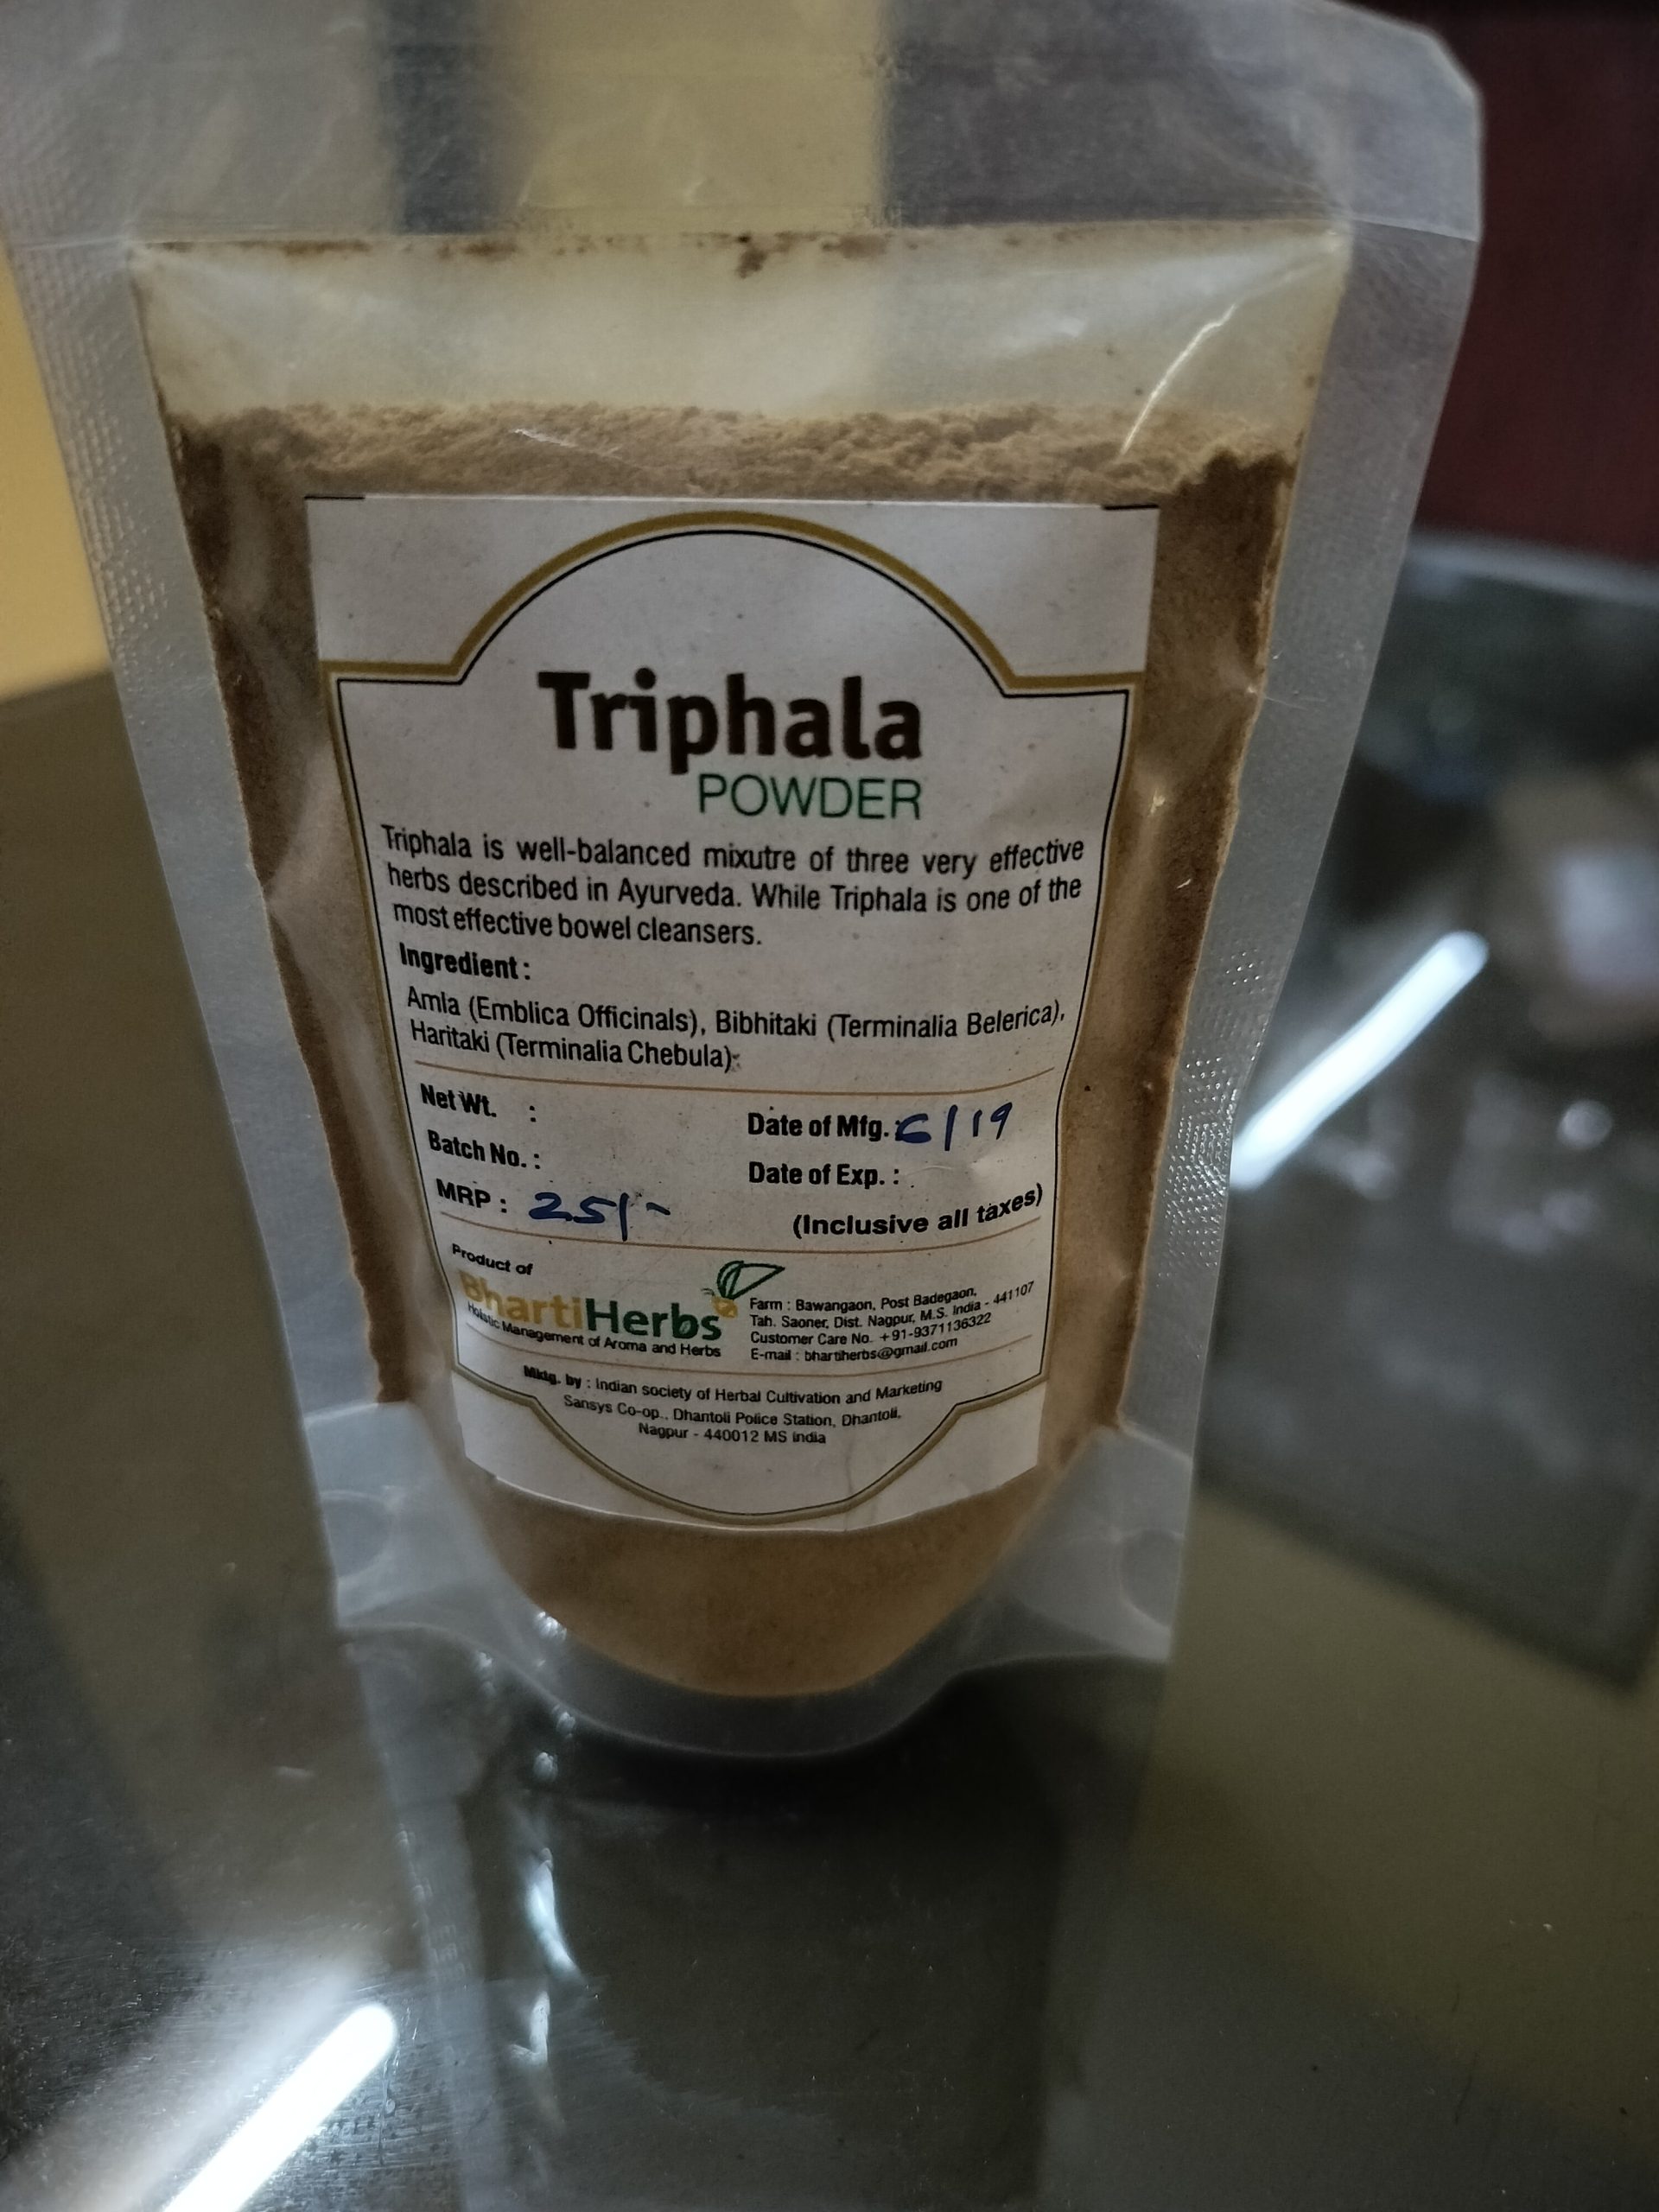 Triphala
POWDER
Triphala is well-balanced mixutre of three very effective
herbs described in Ayurveda. While Triphala is one of the
most effective bowel cleansers.
Ingredient :
Amla (Emblica Officinals), Bibhitaki (Terminalia Belerica),
Haritaki (Terminalia Chebula):
Net Wt. :
Batch No. :
MRP : 25/-
Date of Mfg. : 6/19
Date of Exp. :
(Inclusive all taxes)
Product of
BhartiHerbs
Holistic Management of Aroma and Herbs
Farm : Bawangaon, Post Badegaon,
Tah. Saoner, Dist. Nagpur, M.S. India - 441107
Customer Care No. +91-9371136322
E-mail : bhartiherbs@gmail.com
Mktg. by : Indian society of Herbal Cultivation and Marketing
Sansys Co-op., Dhantoli Police Station, Dhantoli,
Nagpur - 440012 MS India